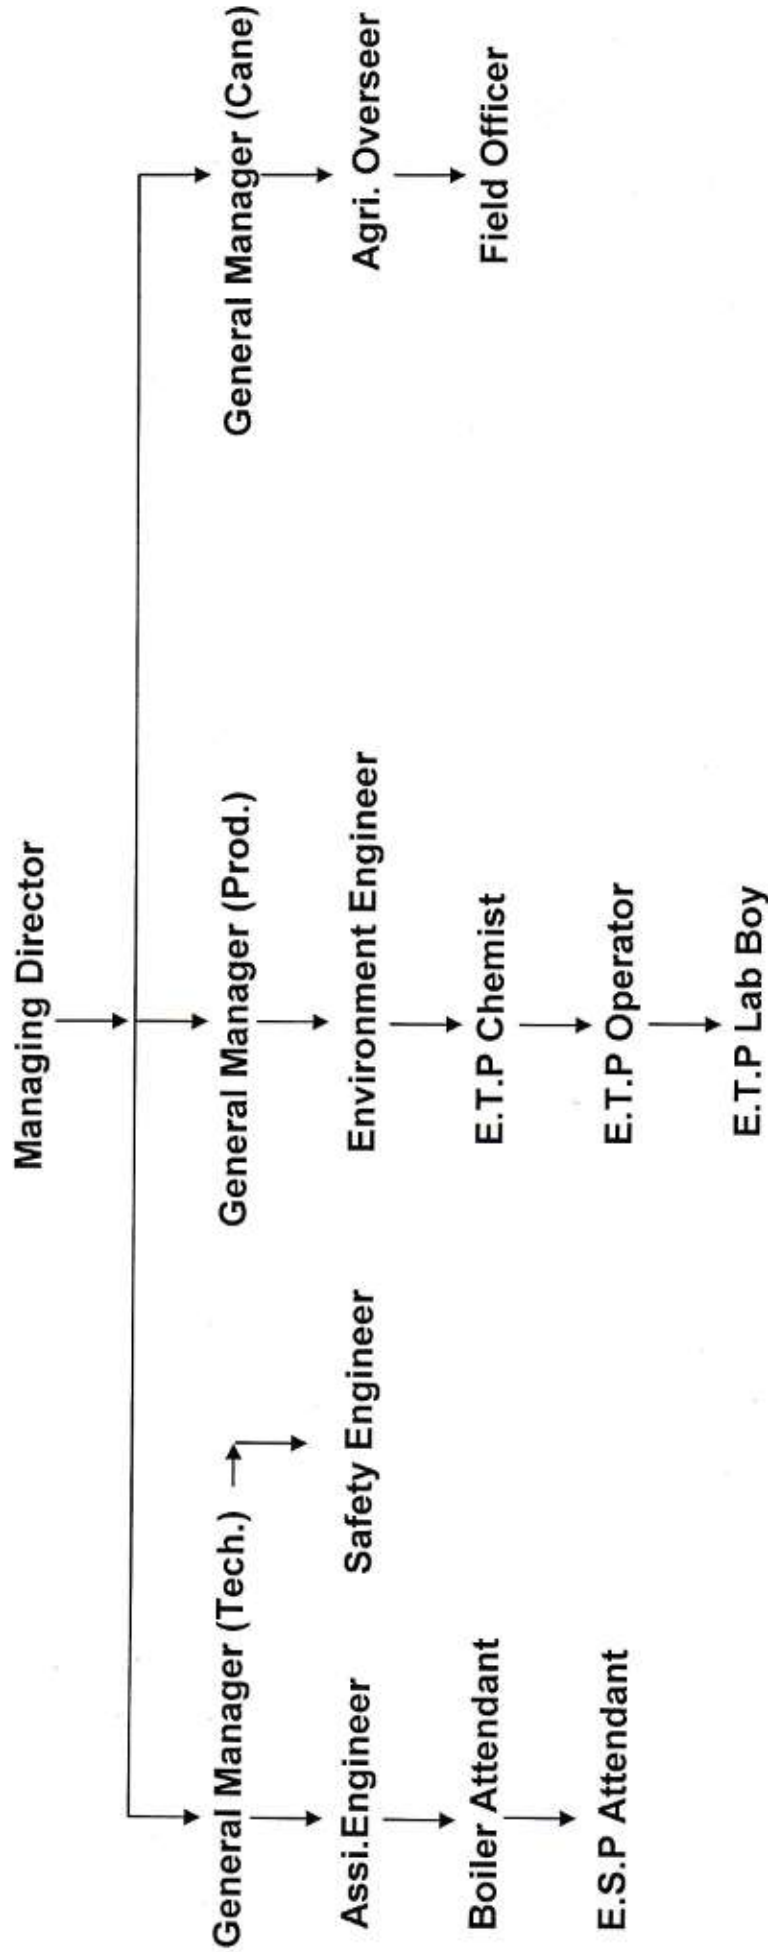 Managing Director
General Manager (Tech.)
General Manager (Prod.)
General Manager (Cane)
Assi.Engineer
Safety Engineer
Environment Engineer
Agri. Overseer
Boiler Attendant
E.T.P Chemist
Field Officer
E.S.P Attendant
E.T.P Operator
E.T.P Lab Boy